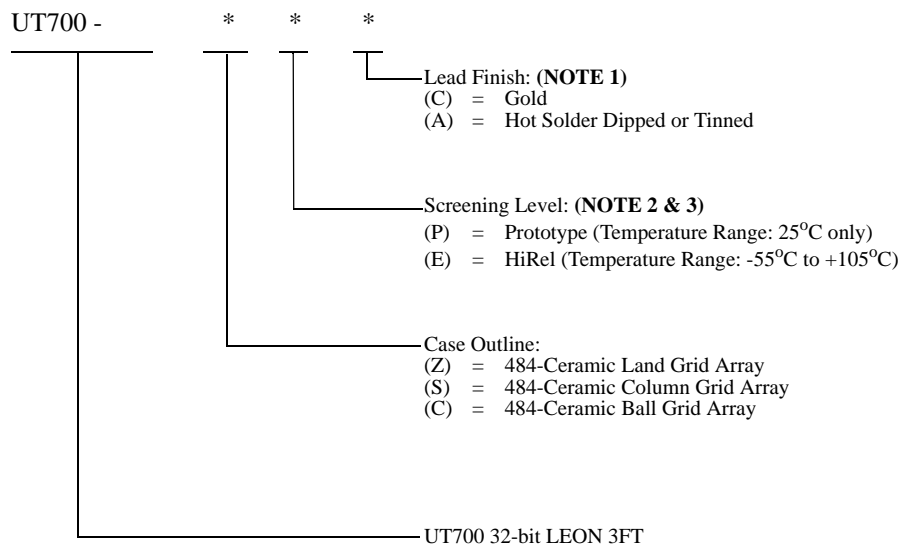 UT700 - * * *
Lead Finish: (NOTE 1)
(C) = Gold
(A) = Hot Solder Dipped or Tinned
Screening Level: (NOTE 2 & 3)
(P) = Prototype (Temperature Range: 25°C only)
(E) = HiRel (Temperature Range: -55°C to +105°C)
Case Outline:
(Z) = 484-Ceramic Land Grid Array
(S) = 484-Ceramic Column Grid Array
(C) = 484-Ceramic Ball Grid Array
UT700 32-bit LEON 3FT